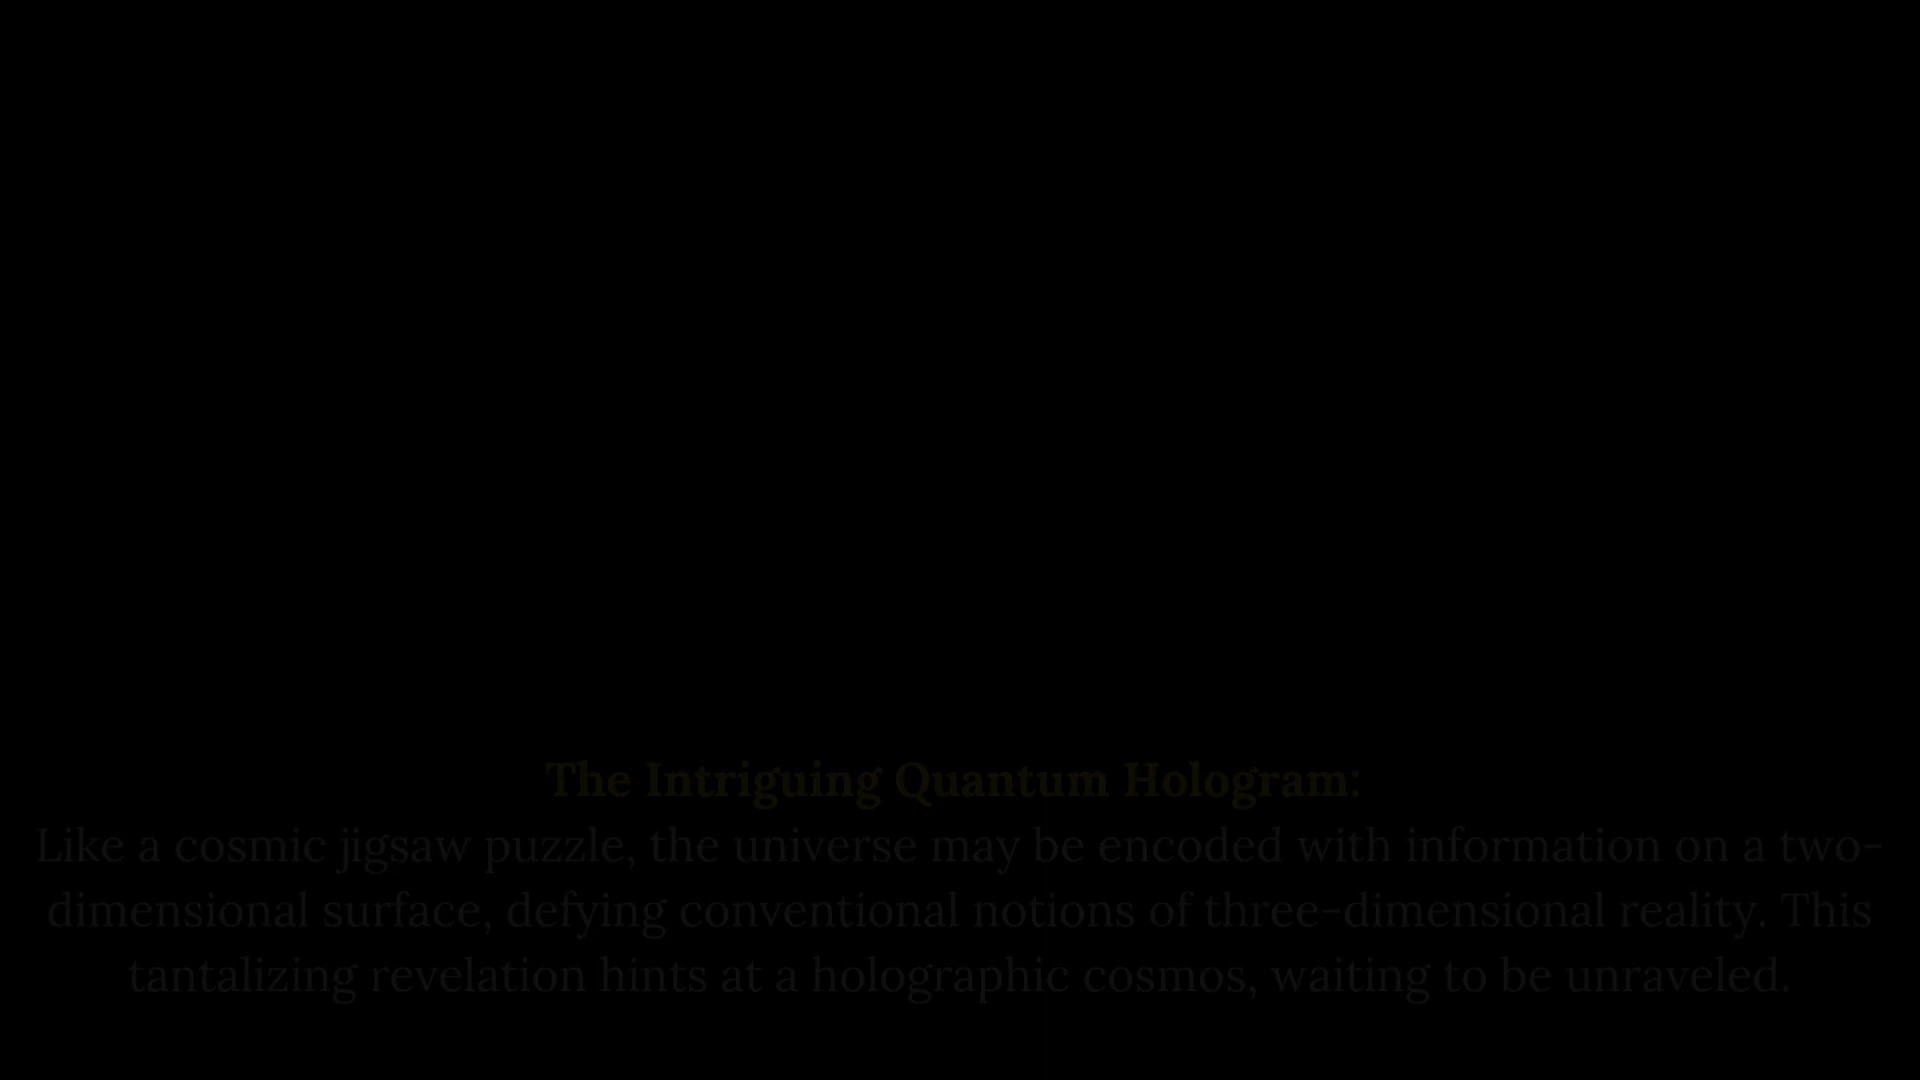 The Intriguing Quantum Hologram:
Like a cosmic jigsaw puzzle, the universe may be encoded with information on a two-
dimensional surface, defying conventional notions of three-dimensional reality. This
tantalizing revelation hints at a holographic cosmos, waiting to be unraveled.